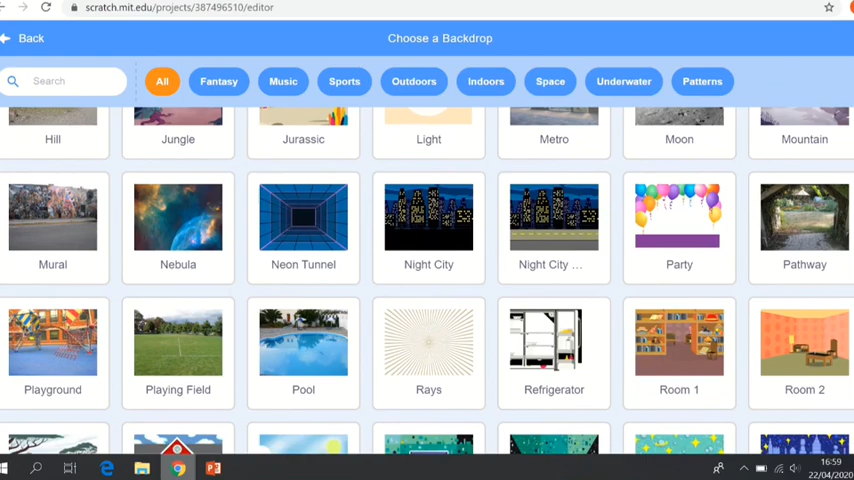 scratch.mit.edu/projects/387496510/editor
Back
Choose a Backdrop
Search
All
Fantasy
Music
Sports
Outdoors
Indoors
Space
Underwater
Patterns
Hill
Jungle
Jurassic
Light
Metro
Moon
Mountain
Mural
Nebula
Neon Tunnel
Night City
Night City ...
Party
Pathway
Playground
Playing Field
Pool
Rays
Refrigerator
Room 1
Room 2
16:59
22/04/2020